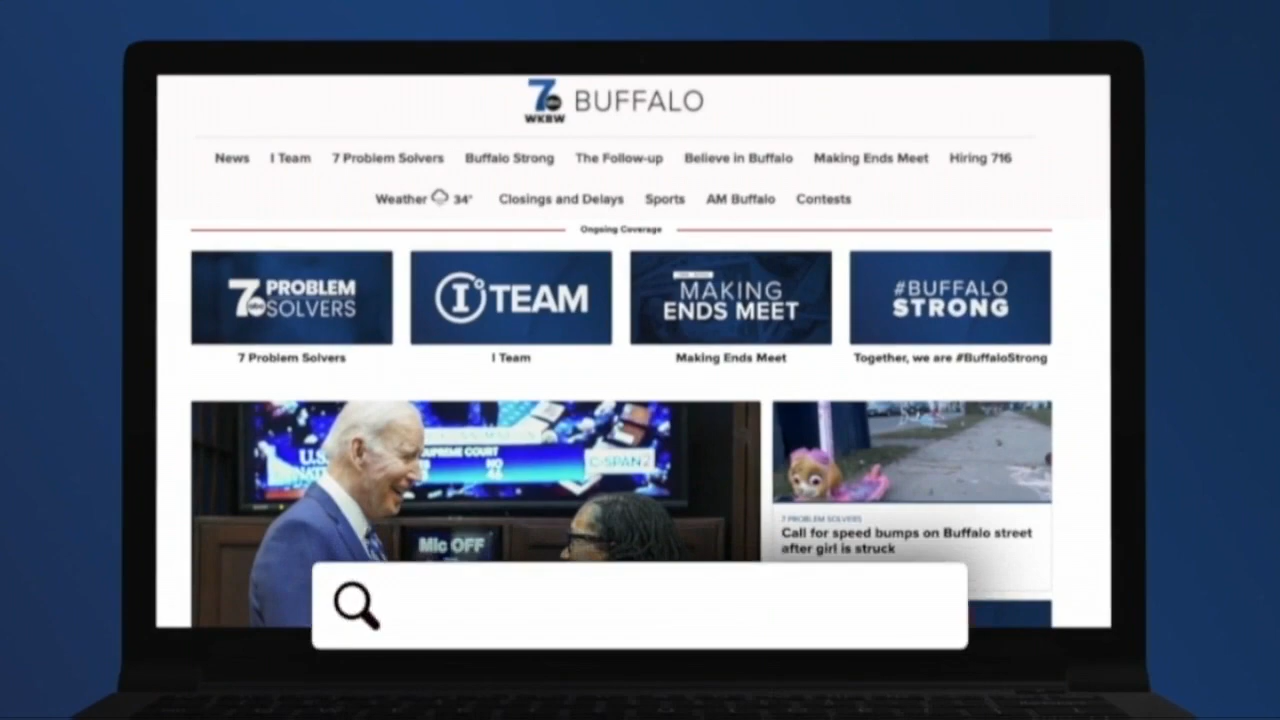 7 abc
WKBW
BUFFALO
News I Team 7 Problem Solvers Buffalo Strong The Follow-up Believe in Buffalo Making Ends Meet Hiring 716
Weather 34° Closings and Delays Sports AM Buffalo Contests
Ongoing Coverage
7 abc PROBLEM
SOLVERS
I TEAM
MAKING
ENDS MEET
#BUFFALO
STRONG
7 Problem Solvers
I Team
Making Ends Meet
Together, we are #BuffaloStrong
U.S.
SUPREME COURT
NO
C-SPAN2
Mic OFF
7 PROBLEM SOLVERS
Call for speed bumps on Buffalo street
after girl is struck